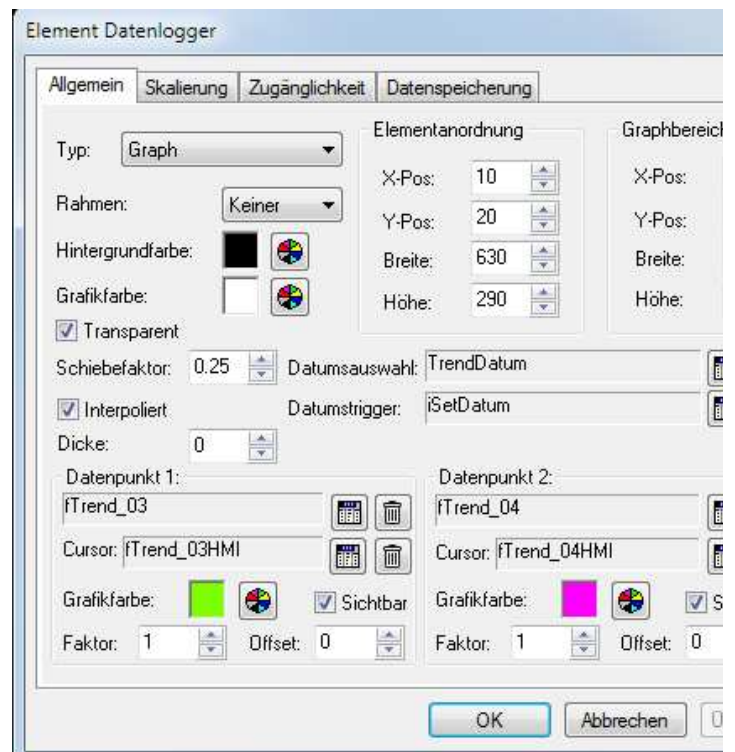 Element Datenlogger
Allgemein Skalierung Zugänglichkeit Datenspeicherung
Typ: Graph
Rahmen: Keiner
Hintergrundfarbe:
Grafikfarbe:
Transparent
Elementanordnung
X-Pos: 10
Y-Pos: 20
Breite: 630
Höhe: 290
Graphbereich
X-Pos:
Y-Pos:
Breite:
Höhe:
Schiebefaktor: 0.25 Datumsauswahl: TrendDatum
Interpoliert Datumstrigger: iSetDatum
Dicke: 0
Datenpunkt 1:
fTrend_03
Cursor: fTrend_03HMI
Grafikfarbe: Sichtbar
Faktor: 1 Offset: 0
Datenpunkt 2:
fTrend_04
Cursor: fTrend_04HMI
Grafikfarbe: S
Faktor: 1 Offset: 0
OK Abbrechen